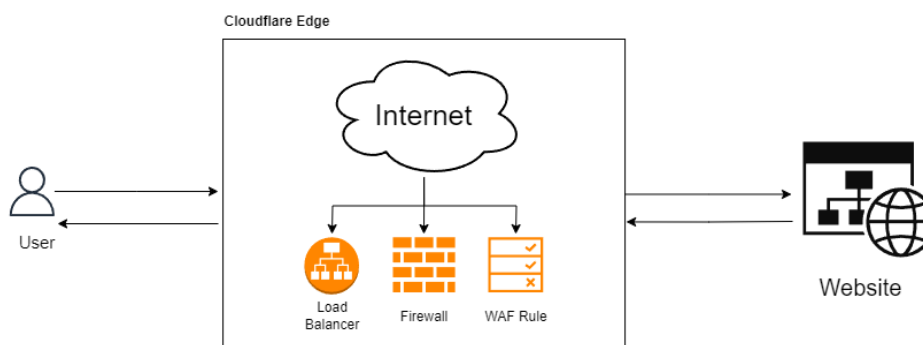 Cloudflare Edge
Internet
User
Load
Balancer
Firewall
WAF Rule
Website